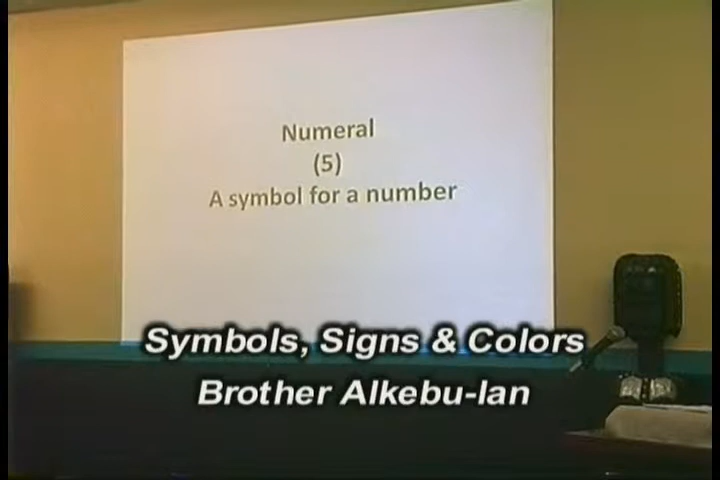 Numeral
(5)
A symbol for a number
Symbols, Signs & Colors
Brother Alkebu-lan